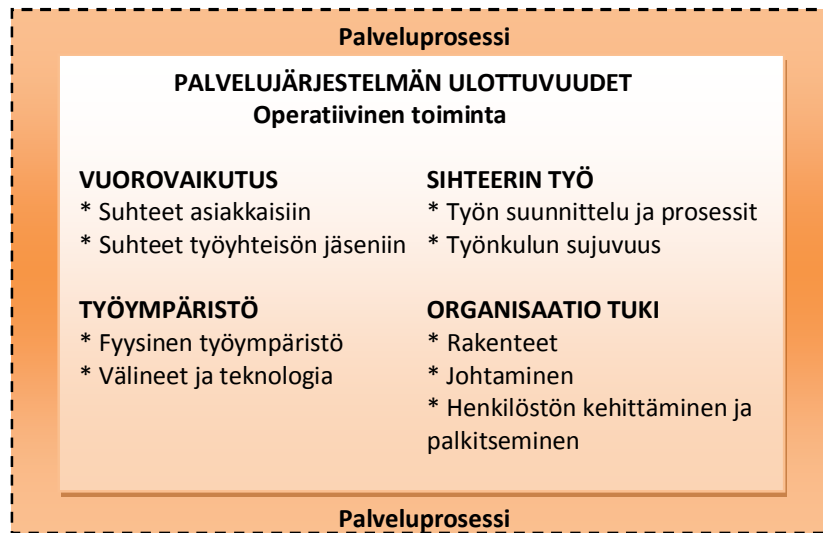 Palveluprosessi
PALVELUJÄRJESTELMÄN ULOTTUVUUDET
Operatiivinen toiminta
VUOROVAIKUTUS
* Suhteet asiakkaisiin
* Suhteet työyhteisön jäseniin
SIHTEERIN TYÖ
* Työn suunnittelu ja prosessit
* Työnkulun sujuvuus
TYÖYMPÄRISTÖ
* Fyysinen työympäristö
* Välineet ja teknologia
ORGANISAATIO TUKI
* Rakenteet
* Johtaminen
* Henkilöstön kehittäminen ja
palkitseminen
Palveluprosessi